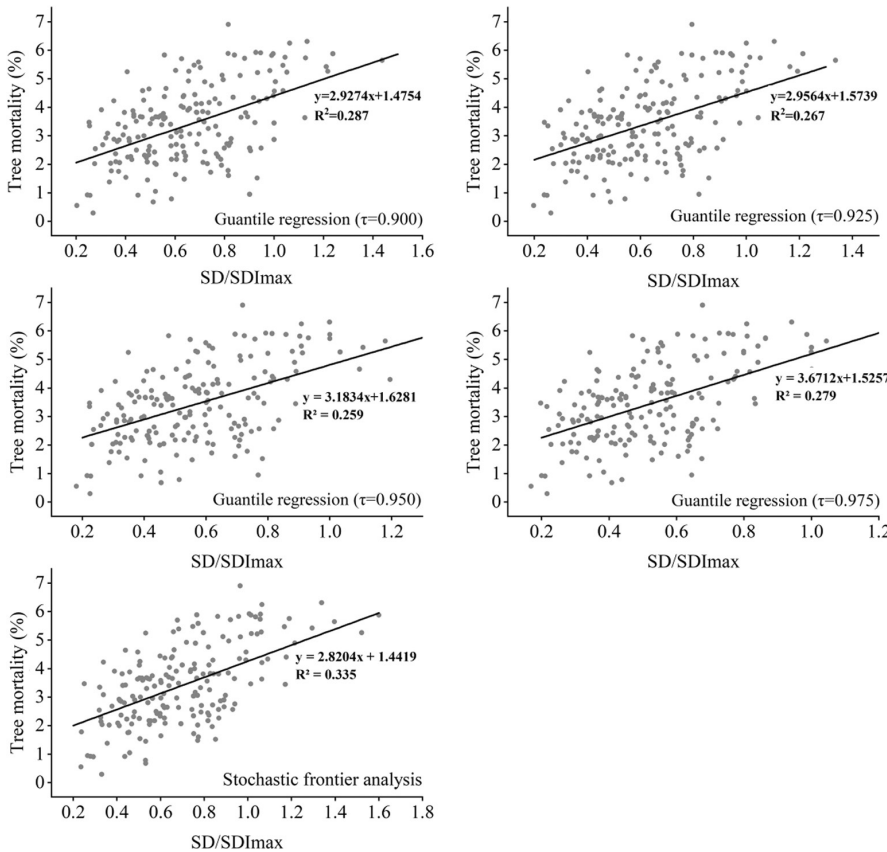 7
6
5
4
3
2
1
0
Tree mortality (%)
y=2.9274x+1.4754
R²=0.287
Guantile regression (τ=0.900)
0.2 0.4 0.6 0.8 1.0 1.2 1.4 1.6
SD/SDImax
7
6
5
4
3
2
1
0
Tree mortality (%)
y=2.9564x+1.5739
R²=0.267
Guantile regression (τ=0.925)
0.2 0.4 0.6 0.8 1.0 1.2 1.4
SD/SDImax
7
6
5
4
3
2
1
0
Tree mortality (%)
y = 3.1834x+1.6281
R² = 0.259
Guantile regression (τ=0.950)
0.2 0.4 0.6 0.8 1.0 1.2
SD/SDImax
7
6
5
4
3
2
1
0
Tree mortality (%)
y = 3.6712x+1.5257
R² = 0.279
Guantile regression (τ=0.975)
0.2 0.4 0.6 0.8 1.0 1.2
SD/SDImax
7
6
5
4
3
2
1
0
Tree mortality (%)
y = 2.8204x + 1.4419
R² = 0.335
Stochastic frontier analysis
0.2 0.4 0.6 0.8 1.0 1.2 1.4 1.6 1.8
SD/SDImax